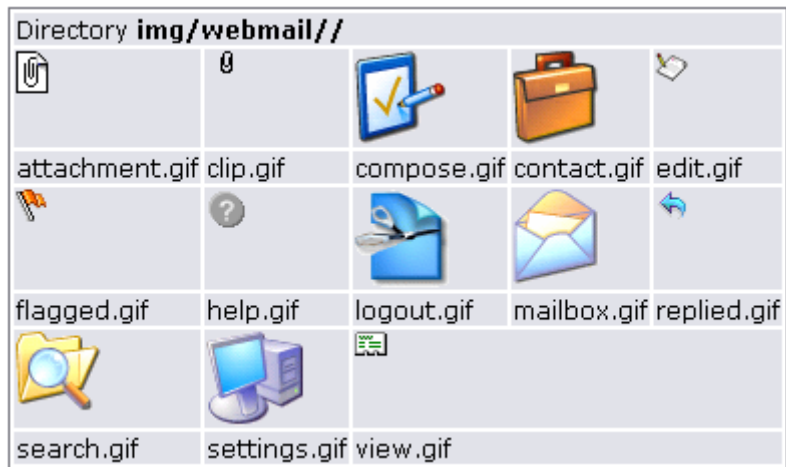 Directory img/webmail//
attachment.gif clip.gif compose.gif contact.gif edit.gif
flagged.gif help.gif logout.gif mailbox.gif replied.gif
search.gif settings.gif view.gif